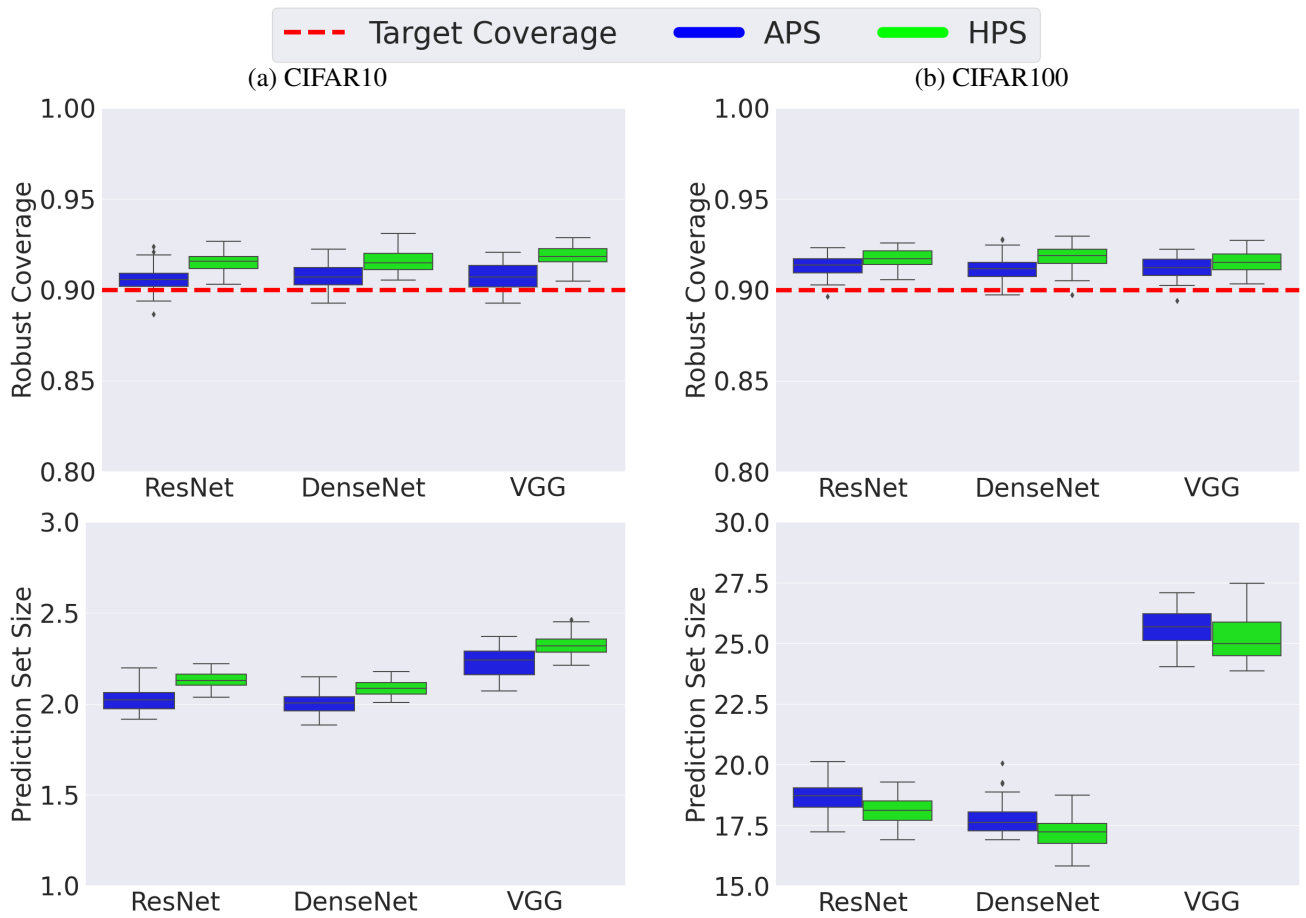 Target Coverage APS HPS
(a) CIFAR10
(b) CIFAR100
Robust Coverage
1.00
0.95
0.90
0.85
0.80
ResNet DenseNet VGG
Robust Coverage
1.00
0.95
0.90
0.85
0.80
ResNet DenseNet VGG
Prediction Set Size
3.0
2.5
2.0
1.5
1.0
ResNet DenseNet VGG
Prediction Set Size
30.0
27.5
25.0
22.5
20.0
17.5
15.0
ResNet DenseNet VGG